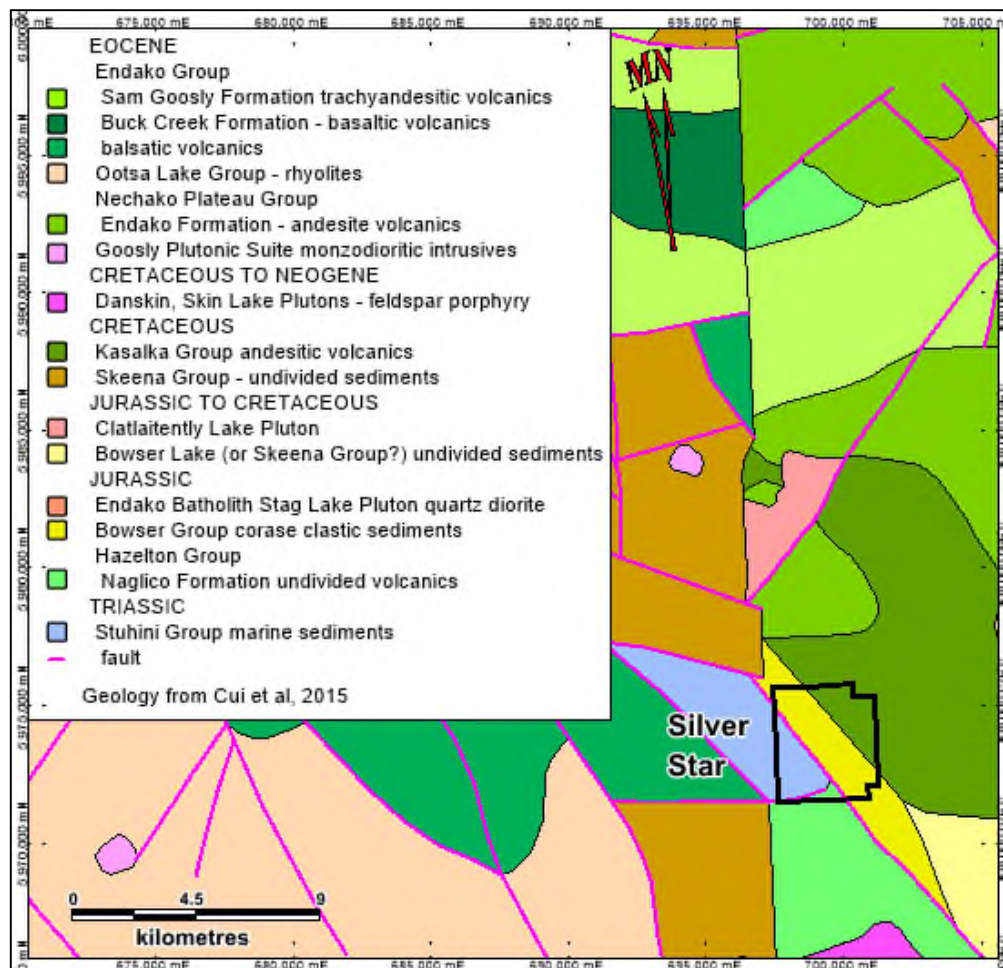 675,000 mE
680,000 mE
685,000 mE
690,000 mE
695,000 mE
700,000 mE
705,000
MN
EOCENE
Endako Group
Sam Goosly Formation trachyandesitic volcanics
Buck Creek Formation - basaltic volcanics
balsatic volcanics
Ootsa Lake Group - rhyolites
Nechako Plateau Group
Endako Formation - andesite volcanics
Goosly Plutonic Suite monzodioritic intrusives
CRETACEOUS TO NEOGENE
Danskin, Skin Lake Plutons - feldspar porphyry
CRETACEOUS
Kasalka Group andesitic volcanics
Skeena Group - undivided sediments
JURASSIC TO CRETACEOUS
Clatlaitently Lake Pluton
Bowser Lake (or Skeena Group?) undivided sediments
JURASSIC
Endako Batholith Stag Lake Pluton quartz diorite
Bowser Group corase clastic sediments
Hazelton Group
Naglico Formation undivided volcanics
TRIASSIC
Stuhini Group marine sediments
fault
Geology from Cui et al, 2015
Silver
Star
0 4.5 9
kilometres
675,000 mE
680,000 mE
685,000 mE
690,000 mE
695,000 mE
700,000 mE